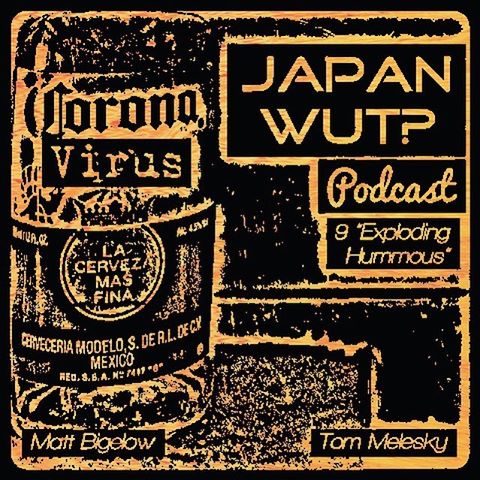 Corona
Virus
LA
CERVEZ
MAS
FINA
CERVECERIA MODELO, S. DE R.L. DE C.V.
MEXICO
JAPAN
WUT?
Podcast
9 "Exploding
Hummous"
Matt Bigelow
Tom Melesky